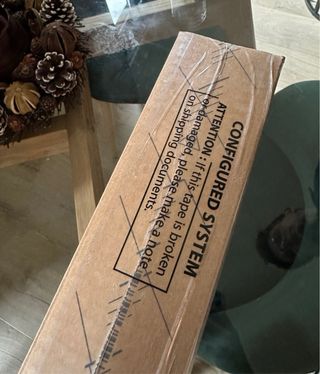 CONFIGURED SYSTEM
ATTENTION: If this tape is broken
or damaged, please make a note
on shipping documents.